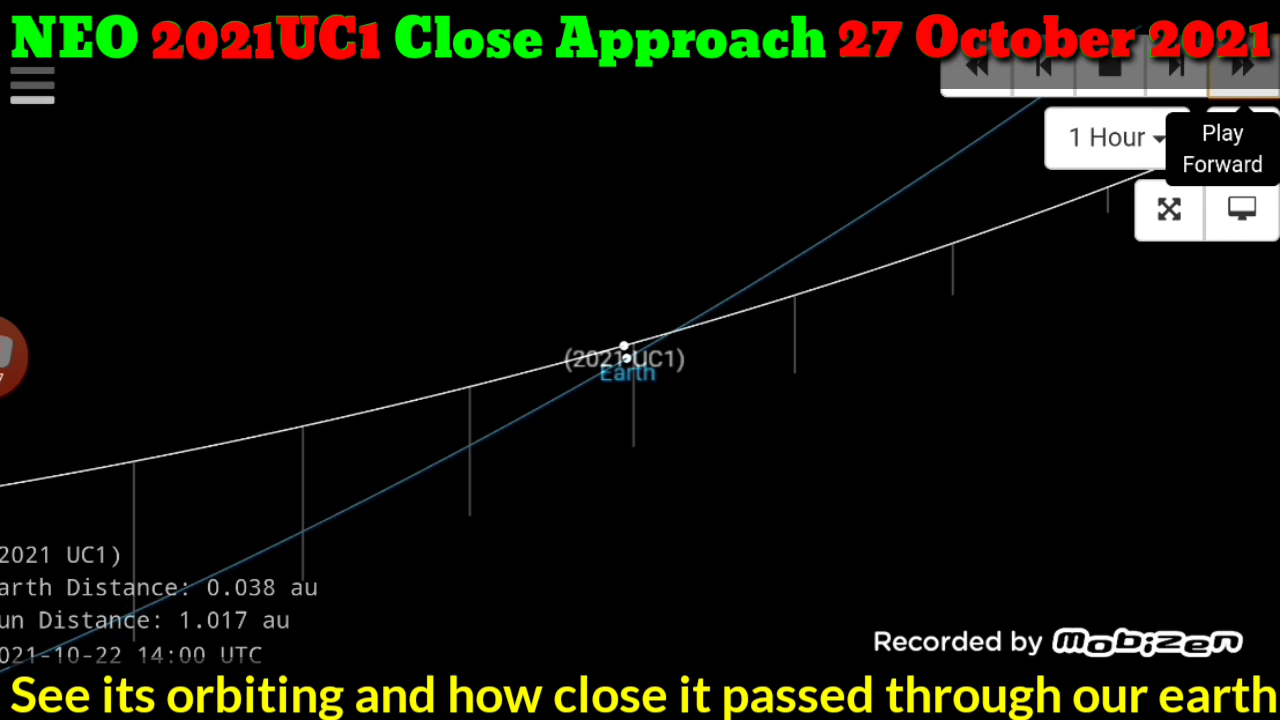 NEO 2021UC1 Close Approach 27 October 2021
1 Hour
Play
Forward
(2021 UC1)
Earth
2021 UC1)
arth Distance: 0.038 au
un Distance: 1.017 au
021-10-22 14:00 UTC
7
Recorded by mobizen
See its orbiting and how close it passed through our earth